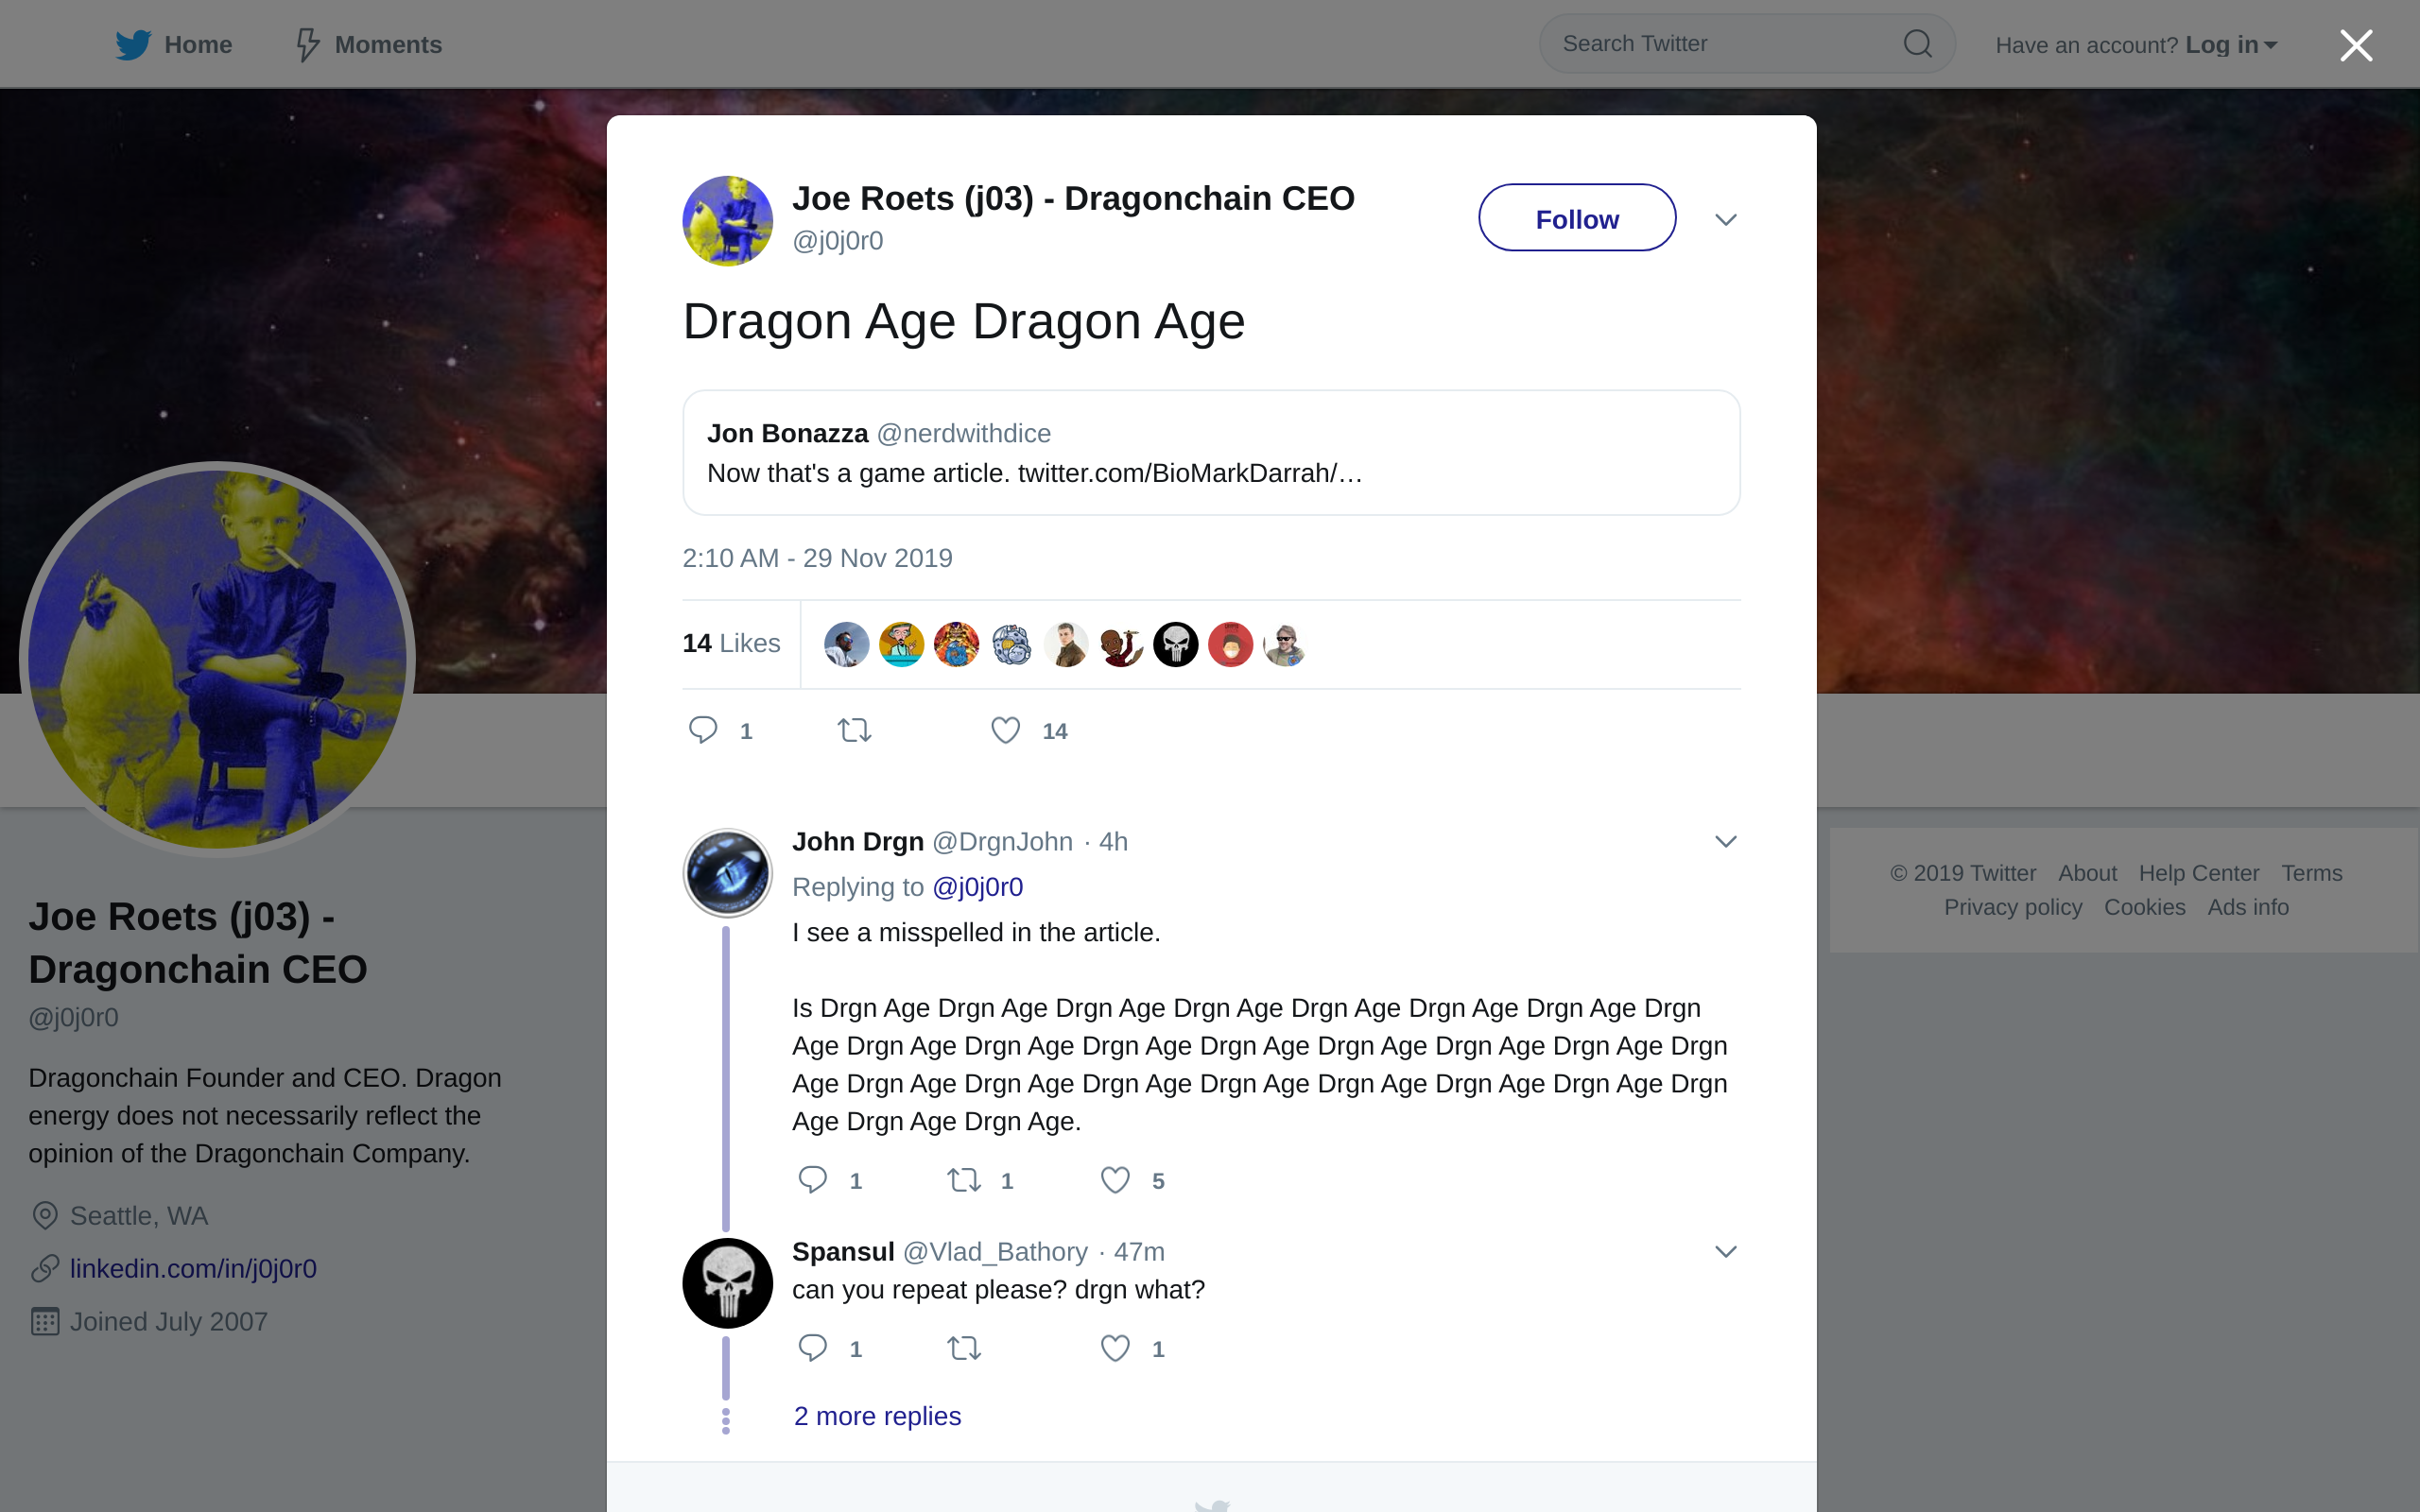 Home
Moments
Search Twitter
Have an account? Log in
Joe Roets (j03) - Dragonchain CEO
@j0j0r0
Follow
Dragon Age Dragon Age
Jon Bonazza @nerdwithdice
Now that's a game article. twitter.com/BioMarkDarrah/…
2:10 AM - 29 Nov 2019
14 Likes
1
14
John Drgn @DrgnJohn · 4h
Replying to @j0j0r0
I see a misspelled in the article.
Is Drgn Age Drgn Age Drgn Age Drgn Age Drgn Age Drgn Age Drgn Age Drgn
Age Drgn Age Drgn Age Drgn Age Drgn Age Drgn Age Drgn Age Drgn Age Drgn
Age Drgn Age Drgn Age Drgn Age Drgn Age Drgn Age Drgn Age Drgn Age Drgn
Age Drgn Age Drgn Age.
1
1
5
Spansul @Vlad_Bathory · 47m
can you repeat please? drgn what?
1
1
2 more replies
Joe Roets (j03) -
Dragonchain CEO
@j0j0r0
Dragonchain Founder and CEO. Dragon
energy does not necessarily reflect the
opinion of the Dragonchain Company.
Seattle, WA
linkedin.com/in/j0j0r0
Joined July 2007
© 2019 Twitter About Help Center Terms
Privacy policy Cookies Ads info